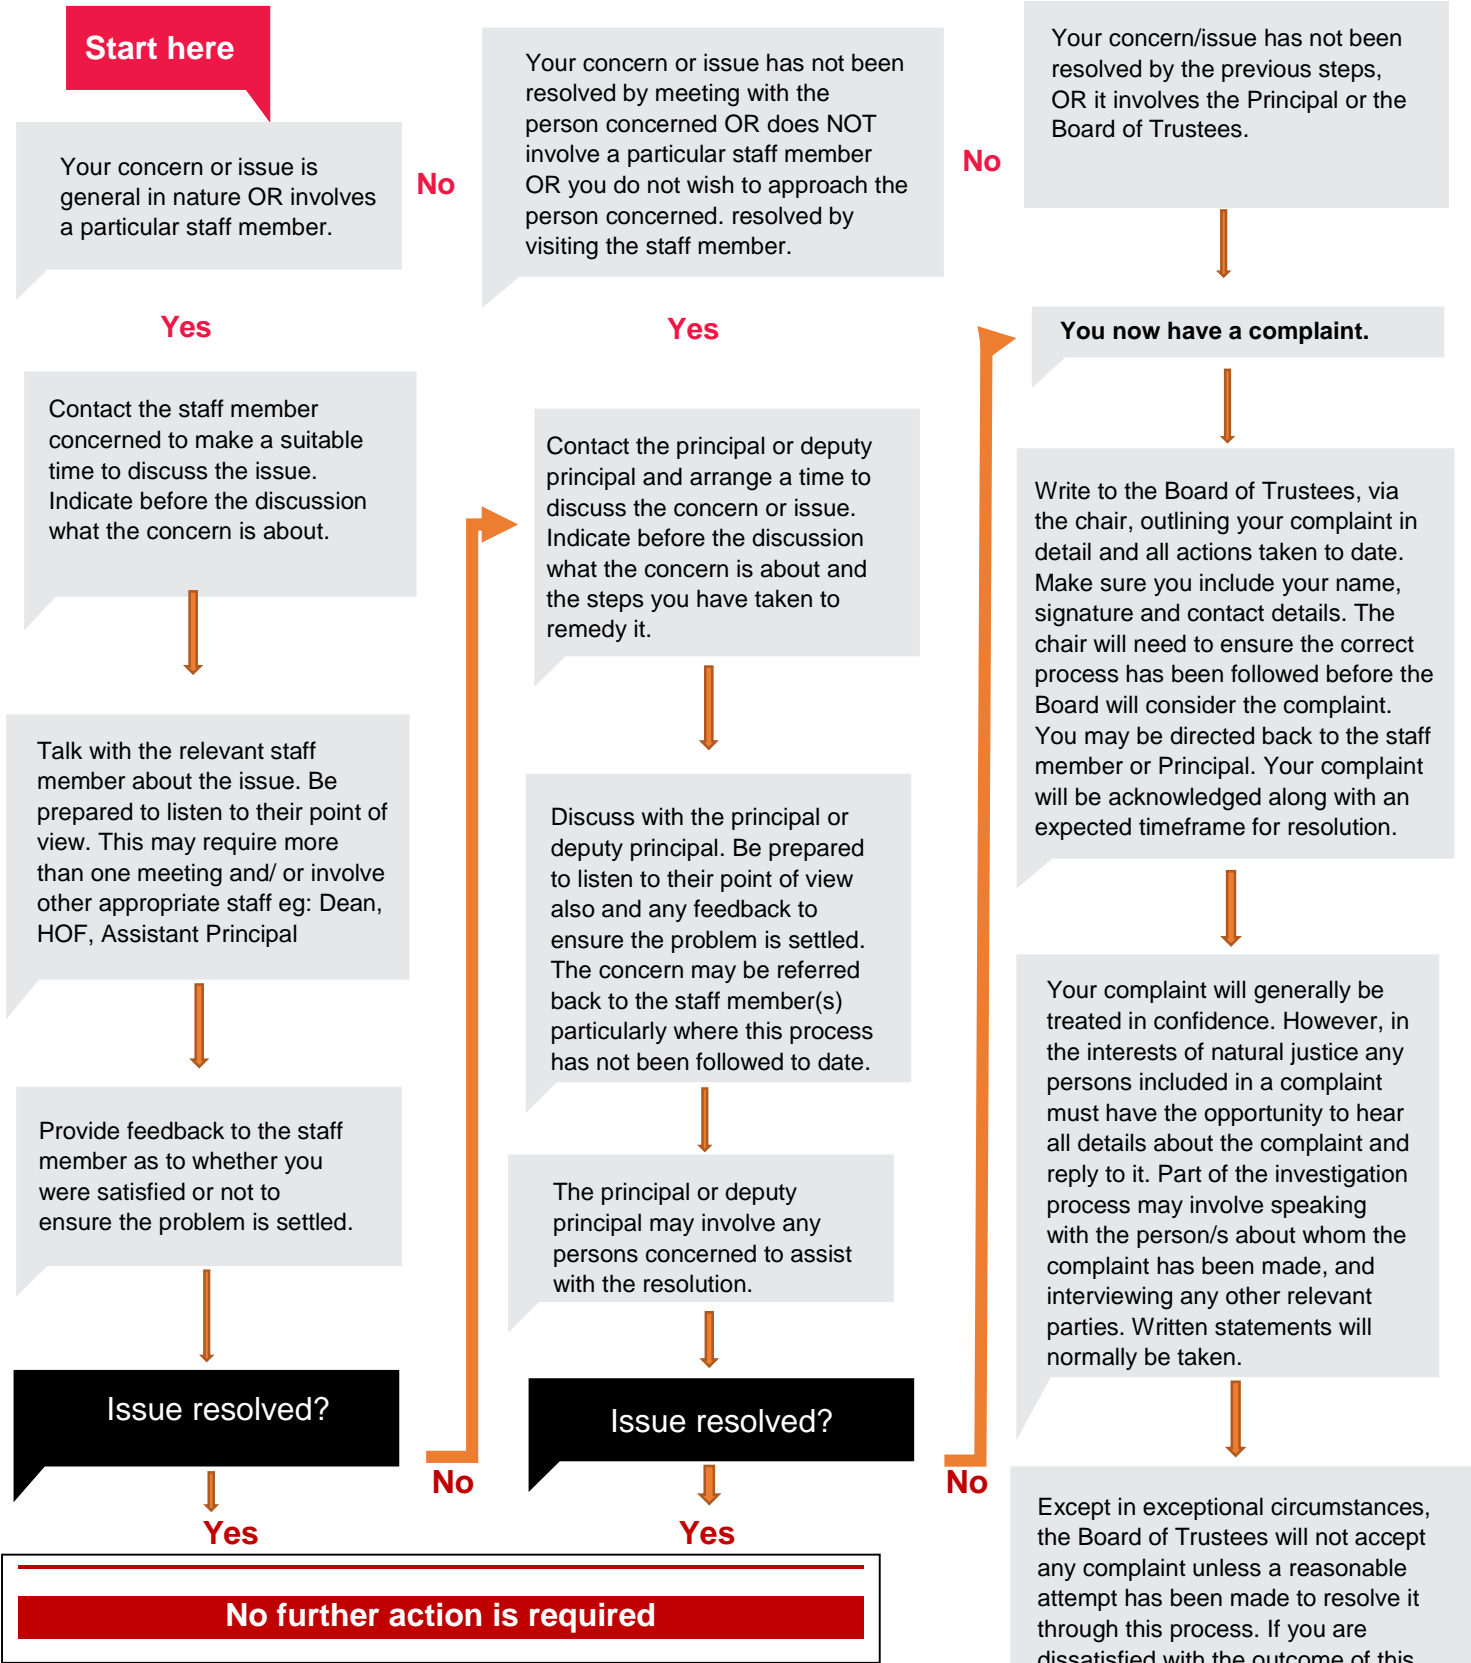 Start here
Your concern or issue is
general in nature OR involves
a particular staff member.
No
Yes
Contact the staff member
concerned to make a suitable
time to discuss the issue.
Indicate before the discussion
what the concern is about.
Talk with the relevant staff
member about the issue. Be
prepared to listen to their point of
view. This may require more
than one meeting and/ or involve
other appropriate staff eg: Dean,
HOF, Assistant Principal
Provide feedback to the staff
member as to whether you
were satisfied or not to
ensure the problem is settled.
Issue resolved?
No
Yes
Your concern or issue has not been
resolved by meeting with the
person concerned OR does NOT
involve a particular staff member
OR you do not wish to approach the
person concerned. resolved by
visiting the staff member.
No
Yes
Contact the principal or deputy
principal and arrange a time to
discuss the concern or issue.
Indicate before the discussion
what the concern is about and
the steps you have taken to
remedy it.
Discuss with the principal or
deputy principal. Be prepared
to listen to their point of view
also and any feedback to
ensure the problem is settled.
The concern may be referred
back to the staff member(s)
particularly where this process
has not been followed to date.
The principal or deputy
principal may involve any
persons concerned to assist
with the resolution.
Issue resolved?
No
Yes
No further action is required
Your concern/issue has not been
resolved by the previous steps,
OR it involves the Principal or the
Board of Trustees.
You now have a complaint.
Write to the Board of Trustees, via
the chair, outlining your complaint in
detail and all actions taken to date.
Make sure you include your name,
signature and contact details. The
chair will need to ensure the correct
process has been followed before the
Board will consider the complaint.
You may be directed back to the staff
member or Principal. Your complaint
will be acknowledged along with an
expected timeframe for resolution.
Your complaint will generally be
treated in confidence. However, in
the interests of natural justice any
persons included in a complaint
must have the opportunity to hear
all details about the complaint and
reply to it. Part of the investigation
process may involve speaking
with the person/s about whom the
complaint has been made, and
interviewing any other relevant
parties. Written statements will
normally be taken.
Except in exceptional circumstances,
the Board of Trustees will not accept
any complaint unless a reasonable
attempt has been made to resolve it
through this process. If you are
dissatisfied with the outcome of this